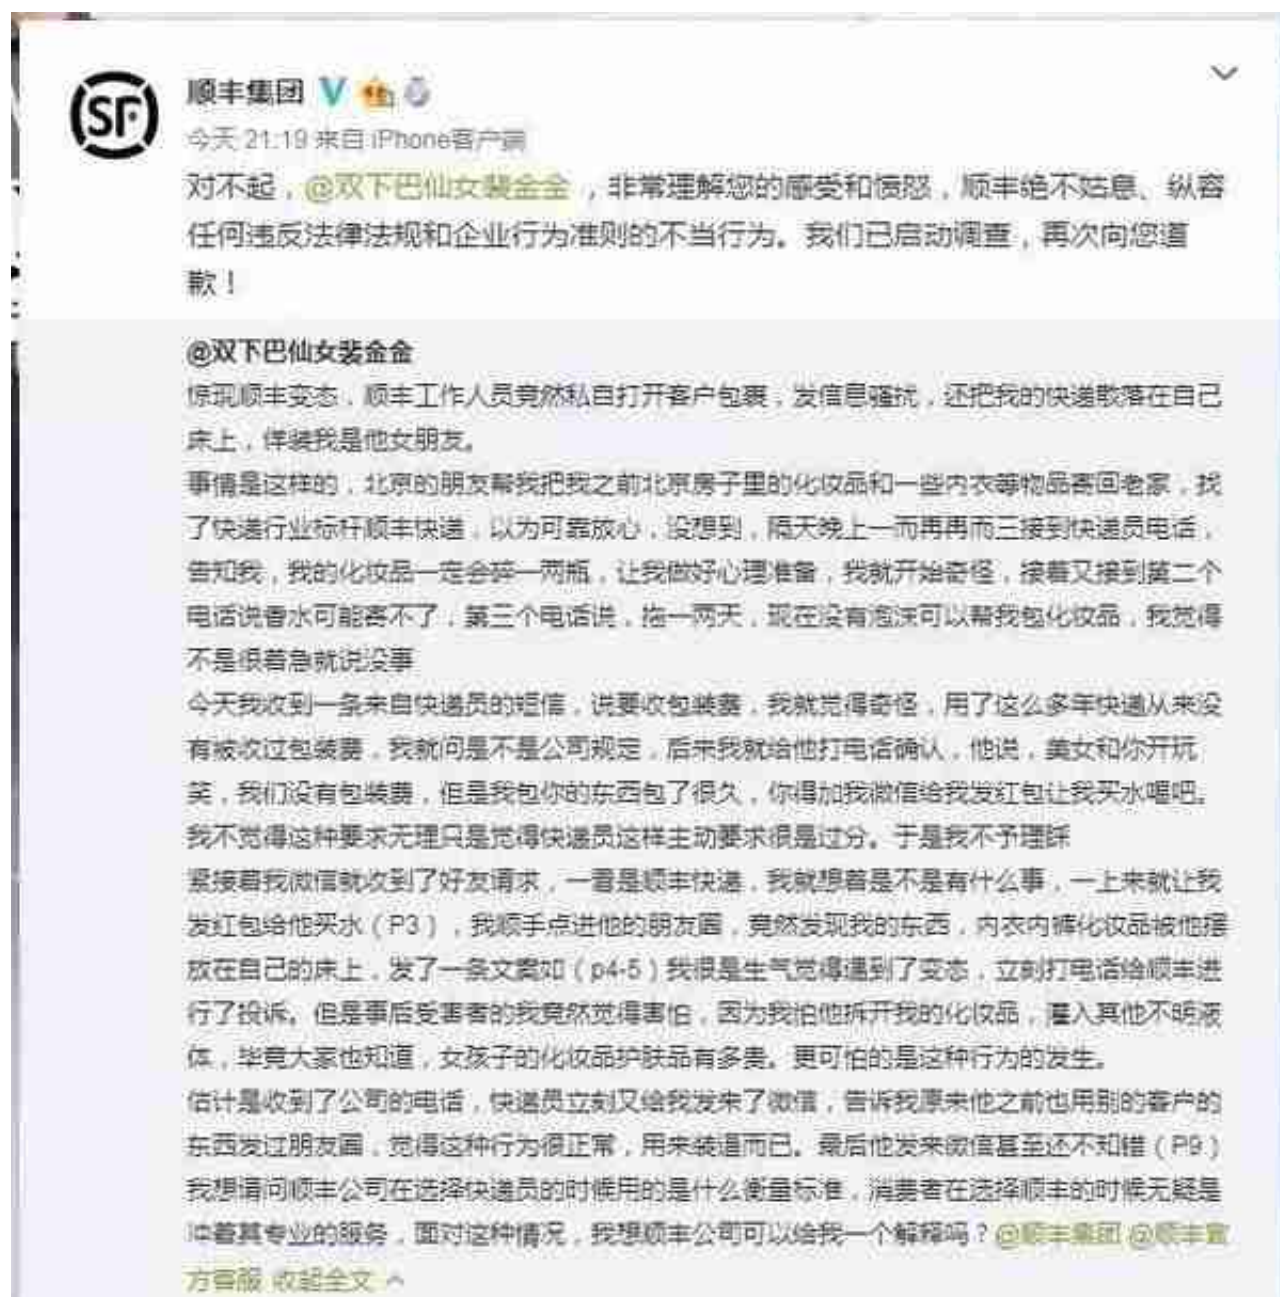 SF
顺丰集团
今天 21:19 来自 iPhone客户端
对不起，@双下巴仙女裴金金 ，非常理解您的感受和愤怒，顺丰绝不姑息、纵容
任何违反法律法规和企业行为准则的不当行为。我们已启动调查，再次向您道
歉！
@双下巴仙女裴金金
惊现顺丰变态，顺丰工作人员竟然私自打开客户包裹，发信息骚扰，还把我的快递散落在自己
床上，佯装我是他女朋友。
事情是这样的，北京的朋友帮我把我之前北京房子里的化妆品和一些内衣等物品寄回老家，找
了快递行业标杆顺丰快递，以为可靠放心，没想到，隔天晚上一而再再而三接到快递员电话，
告知我，我的化妆品一定会碎一两瓶，让我做好心理准备，我就开始奇怪，接着又接到第二个
电话说香水可能寄不了，第三个电话说，拖一两天，现在没有泡沫可以帮我包化妆品，我觉得
不是很着急就说没事
今天我收到一条来自快递员的短信，说要收包装费，我就觉得奇怪，用了这么多年快递从来没
有被收过包装费，我就问是不是公司规定，后来我就给他打电话确认，他说，美女和你开玩
笑，我们没有包装费，但是我包你的东西包了很久，你得加我微信给我发红包让我买水喝吧。
我不觉得这种要求无理只是觉得快递员这样主动要求很是过分。于是我不予理睬
紧接着我微信就收到了好友请求，一看是顺丰快递，我就想着是不是有什么事，一上来就让我
发红包给他买水（P3），我顺手点进他的朋友圈，竟然发现我的东西，内衣内裤化妆品被他摆
放在自己的床上，发了一条文案如（p4-5）我很是生气觉得遇到了变态，立刻打电话给顺丰进
行了投诉。但是事后受害者的我竟然觉得害怕，因为我怕他拆开我的化妆品，灌入其他不明液
体，毕竟大家也知道，女孩子的化妆品护肤品有多贵。更可怕的是这种行为的发生。
估计是收到了公司的电话，快递员立刻又给我发来了微信，告诉我原来他之前也用别的客户的
东西发过朋友圈，觉得这种行为很正常，用来装逼而已。最后他发来微信甚至还不知错（P9）
我想请问顺丰公司在选择快递员的时候用的是什么衡量标准，消费者在选择顺丰的时候无疑是
冲着其专业的服务，面对这种情况，我想顺丰公司可以给我一个解释吗？@顺丰集团 @顺丰官
方客服 收起全文